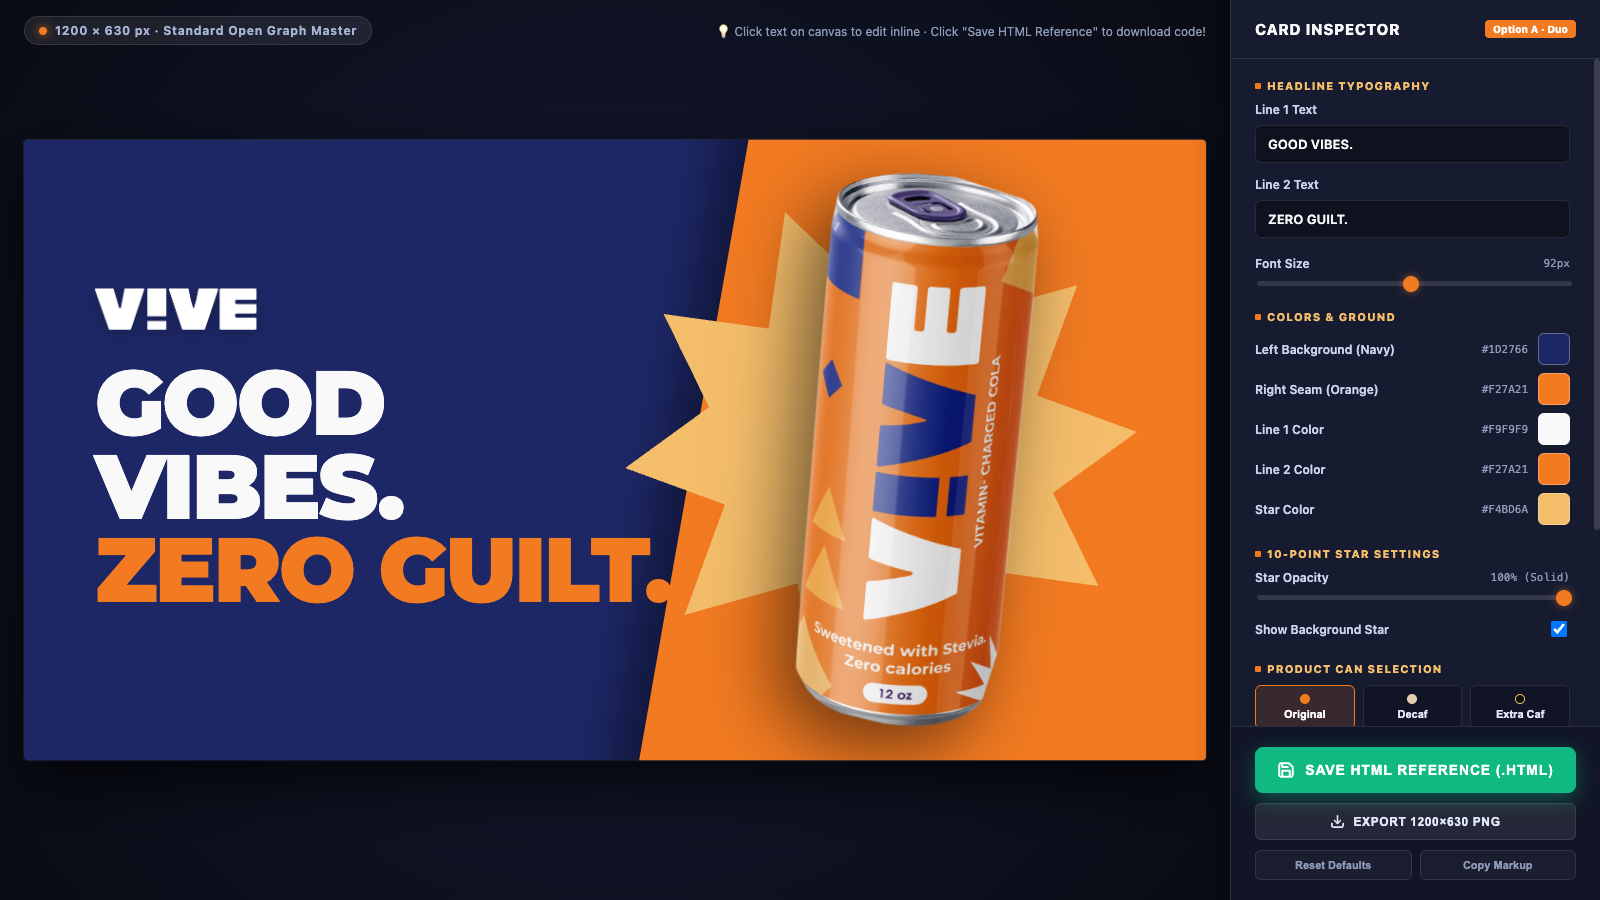 1200 × 630 px · Standard Open Graph Master
💡 Click text on canvas to edit inline · Click "Save HTML Reference" to download code!
V!VE
GOOD
VIBES.
ZERO GUILT.
V!VE
VITAMIN-CHARGED COLA
Sweetened with Stevia.
Zero calories
12 oz
CARD INSPECTOR
Option A · Duo
HEADLINE TYPOGRAPHY
Line 1 Text
GOOD VIBES.
Line 2 Text
ZERO GUILT.
Font Size 92px
COLORS & GROUND
Left Background (Navy) #1D2766
Right Seam (Orange) #F27A21
Line 1 Color #F9F9F9
Line 2 Color #F27A21
Star Color #F4BD6A
10-POINT STAR SETTINGS
Star Opacity 100% (Solid)
Show Background Star
PRODUCT CAN SELECTION
Original Decaf Extra Caf
SAVE HTML REFERENCE (.HTML)
EXPORT 1200×630 PNG
Reset Defaults Copy Markup